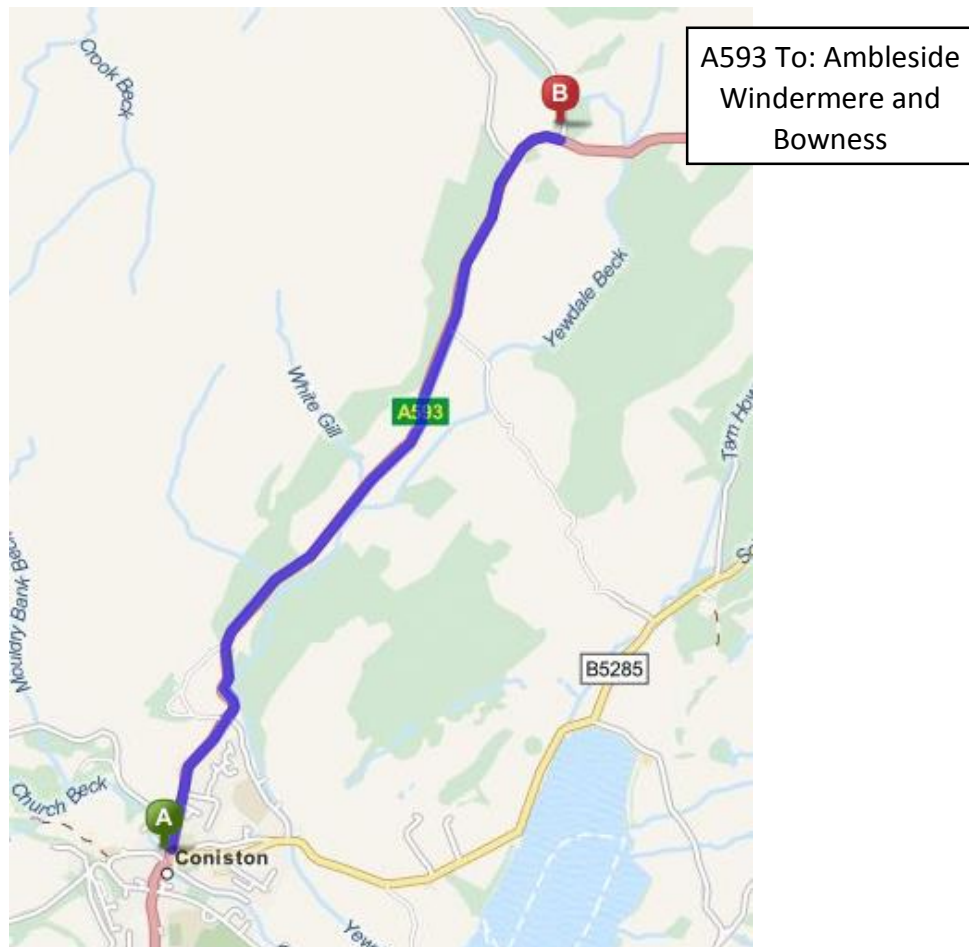 Crook Beck
A593 To: Ambleside
Windermere and
Bowness
B
Yewdale Beck
White Gill
A593
Tarn How
Mouldry Bank Beck
B5285
Church Beck
A
Coniston